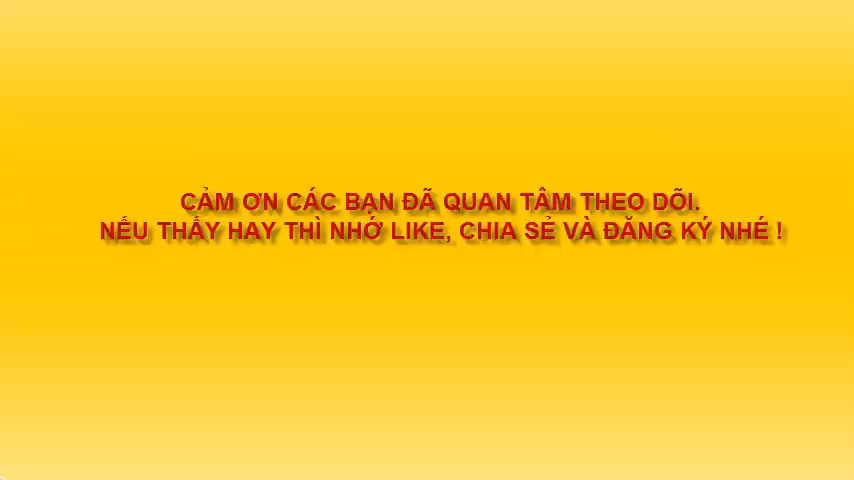 CẢM ƠN CÁC BẠN ĐÃ QUAN TÂM THEO DÕI.
NẾU THẤY HAY THÌ NHỚ LIKE, CHIA SẺ VÀ ĐĂNG KÝ NHÉ !